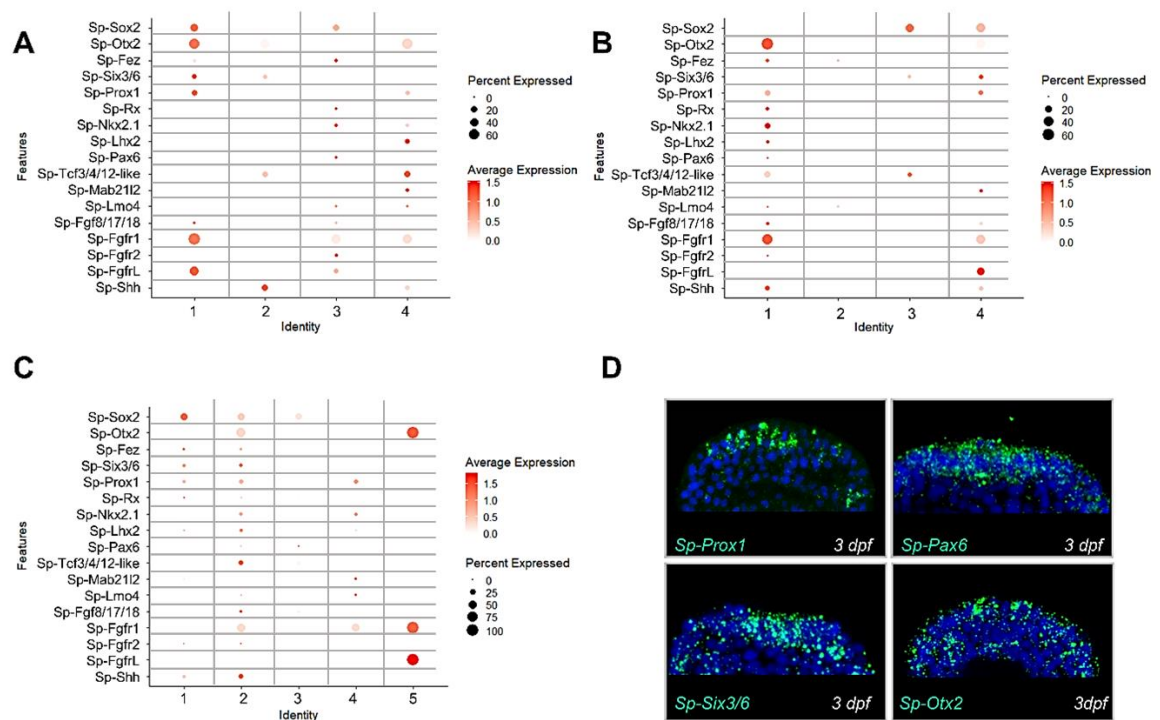 A
Sp-Sox2
Sp-Otx2
Sp-Fez
Sp-Six3/6
Sp-Prox1
Sp-Rx
Sp-Nkx2.1
Sp-Lhx2
Sp-Pax6
Sp-Tcf3/4/12-like
Sp-Mab21l2
Sp-Lmo4
Sp-Fgf8/17/18
Sp-Fgfr1
Sp-Fgfr2
Sp-FgfrL
Sp-Shh
Features
1 2 3 4
Identity
Percent Expressed
0
20
40
60
Average Expression
1.5
1.0
0.5
0.0
B
Sp-Sox2
Sp-Otx2
Sp-Fez
Sp-Six3/6
Sp-Prox1
Sp-Rx
Sp-Nkx2.1
Sp-Lhx2
Sp-Pax6
Sp-Tcf3/4/12-like
Sp-Mab21l2
Sp-Lmo4
Sp-Fgf8/17/18
Sp-Fgfr1
Sp-Fgfr2
Sp-FgfrL
Sp-Shh
Features
1 2 3 4
Identity
Percent Expressed
0
20
40
60
Average Expression
1.5
1.0
0.5
0.0
C
Sp-Sox2
Sp-Otx2
Sp-Fez
Sp-Six3/6
Sp-Prox1
Sp-Rx
Sp-Nkx2.1
Sp-Lhx2
Sp-Pax6
Sp-Tcf3/4/12-like
Sp-Mab21l2
Sp-Lmo4
Sp-Fgf8/17/18
Sp-Fgfr1
Sp-Fgfr2
Sp-FgfrL
Sp-Shh
Features
1 2 3 4 5
Identity
Average Expression
1.5
1.0
0.5
0.0
Percent Expressed
0
25
50
75
100
D
Sp-Prox1 3 dpf
Sp-Pax6 3 dpf
Sp-Six3/6 3 dpf
Sp-Otx2 3dpf